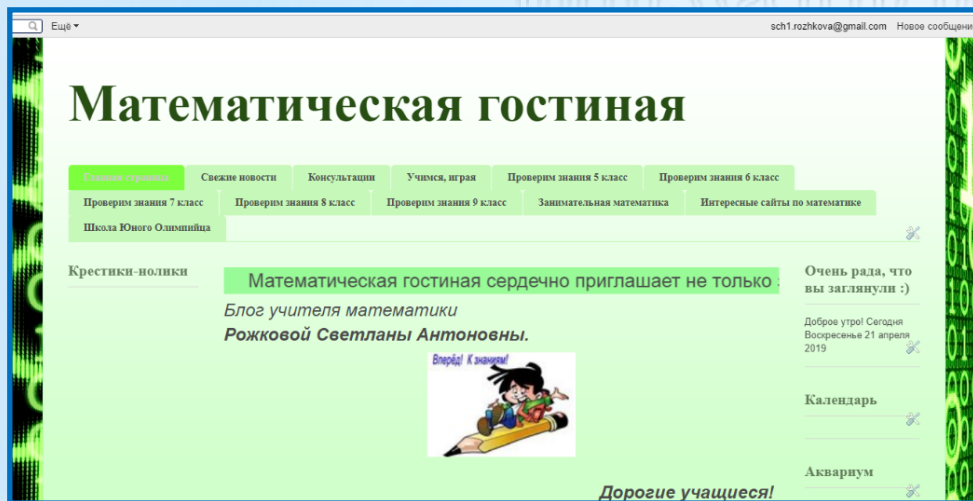 Ещё
sch1.rozhkova@gmail.com Новое сообщени
Математическая гостиная
Главная страница Свежие новости Консультации Учимся, играя Проверим знания 5 класс Проверим знания 6 класс
Проверим знания 7 класс Проверим знания 8 класс Проверим знания 9 класс Занимательная математика Интересные сайты по математике
Школа Юного Олимпийца
Крестики-нолики
Математическая гостиная сердечно приглашает не только
Блог учителя математики
Рожковой Светланы Антоновны.
Вперёд! К знаниям!
Дорогие учащиеся!
Очень рада, что
вы заглянули :)
Доброе утро! Сегодня
Воскресенье 21 апреля
2019
Календарь
Аквариум